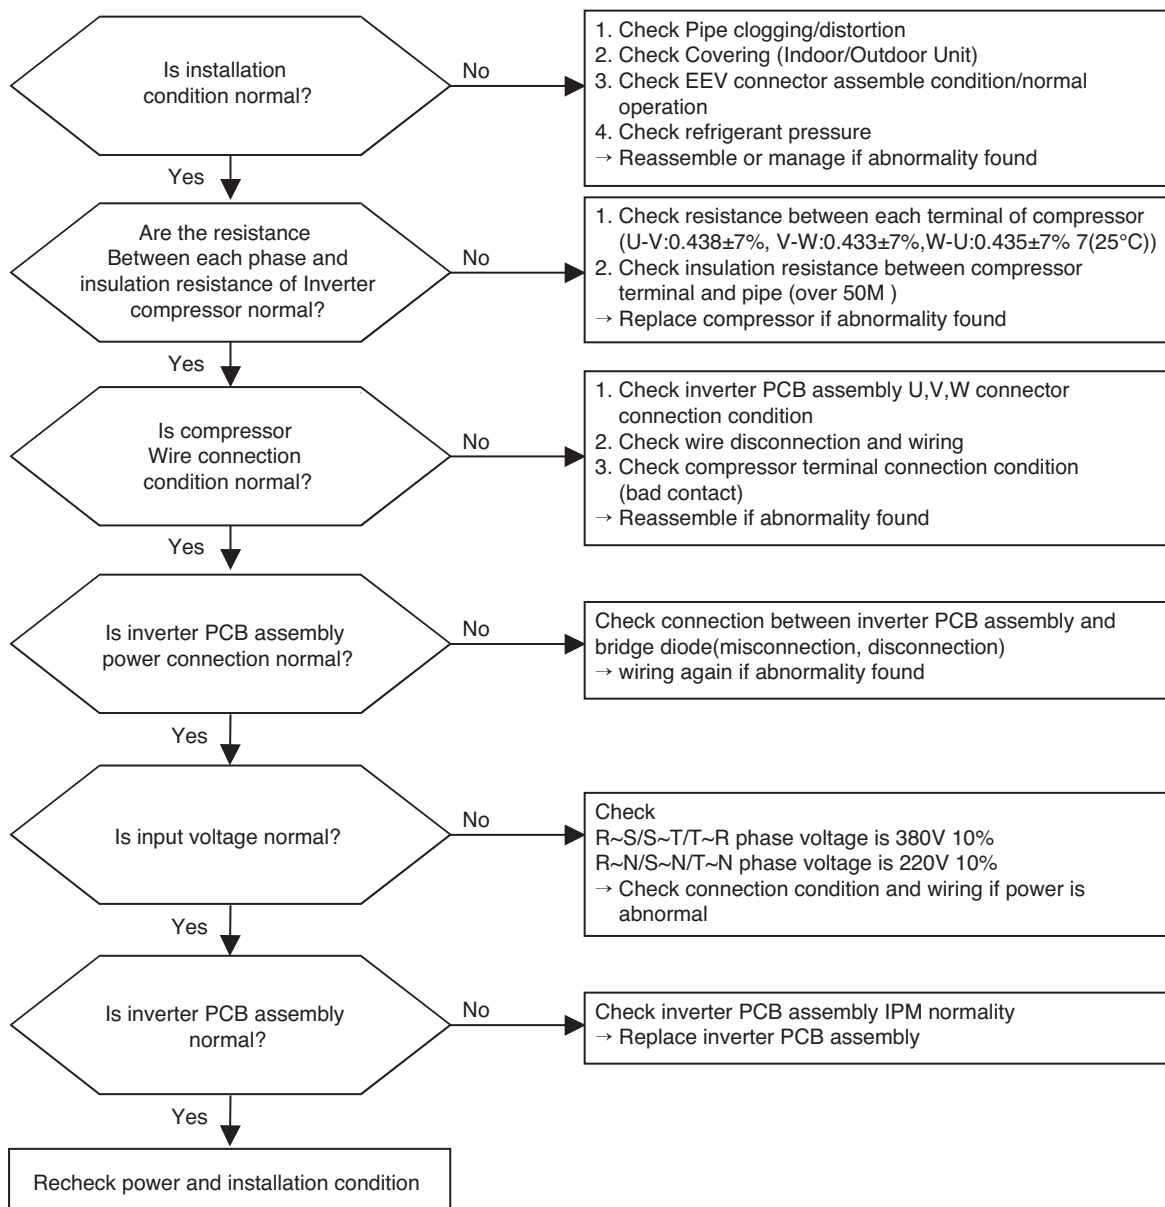 Is installation
condition normal?
No
1. Check Pipe clogging/distortion
2. Check Covering (Indoor/Outdoor Unit)
3. Check EEV connector assemble condition/normal
operation
4. Check refrigerant pressure
→ Reassemble or manage if abnormality found
Yes
Are the resistance
Between each phase and
insulation resistance of Inverter
compressor normal?
No
1. Check resistance between each terminal of compressor
(U-V:0.438±7%, V-W:0.433±7%,W-U:0.435±7% 7(25°C))
2. Check insulation resistance between compressor
terminal and pipe (over 50M )
→ Replace compressor if abnormality found
Yes
Is compressor
Wire connection
condition normal?
No
1. Check inverter PCB assembly U,V,W connector
connection condition
2. Check wire disconnection and wiring
3. Check compressor terminal connection condition
(bad contact)
→ Reassemble if abnormality found
Yes
Is inverter PCB assembly
power connection normal?
No
Check connection between inverter PCB assembly and
bridge diode(misconnection, disconnection)
→ wiring again if abnormality found
Yes
Is input voltage normal?
No
Check
R~S/S~T/T~R phase voltage is 380V 10%
R~N/S~N/T~N phase voltage is 220V 10%
→ Check connection condition and wiring if power is
abnormal
Yes
Is inverter PCB assembly
normal?
No
Check inverter PCB assembly IPM normality
→ Replace inverter PCB assembly
Yes
Recheck power and installation condition